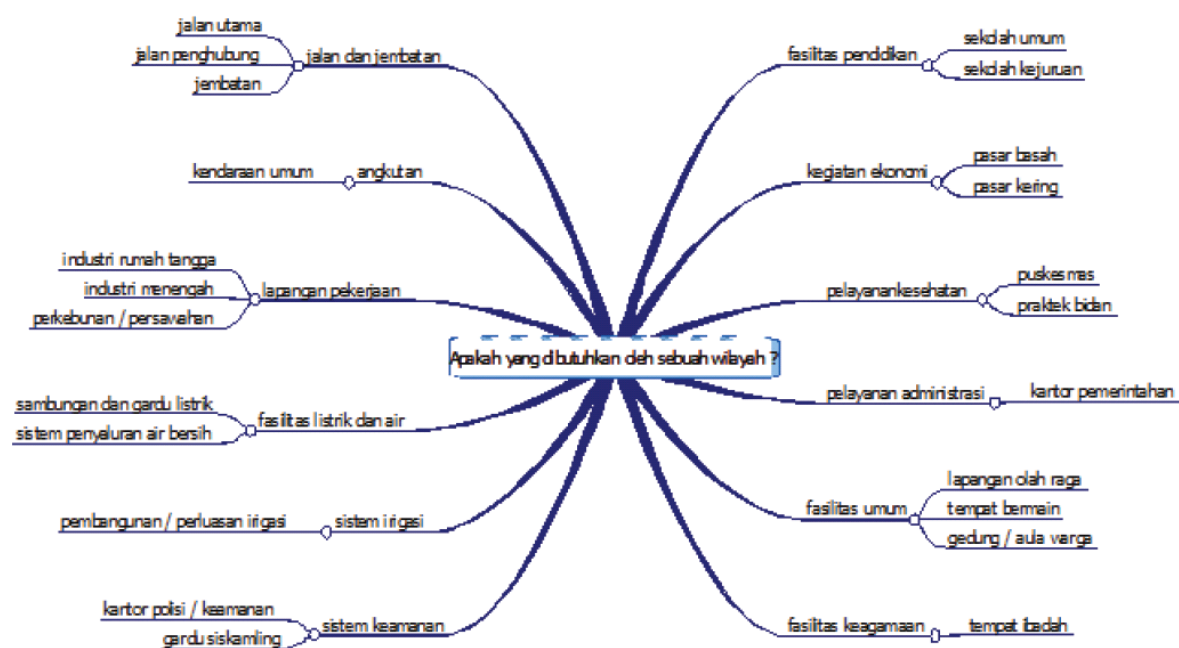 jalan utama
jalan penghubung
jembatan
jalan dan jembatan
kendaraan umum
angkutan
industri rumah tangga
industri menengah
perkebunan / persawahan
lapangan pekerjaan
sambungan dan gardu listrik
sistem penyaluran air bersih
fasilitas listrik dan air
pembangunan / perluasan irigasi
sistem irigasi
kantor polisi / keamanan
gardu siskamling
sistem keamanan
Apakah yang dibutuhkan oleh sebuah wilayah ?
fasilitas pendidikan
sekolah umum
sekolah kejuruan
kegiatan ekonomi
pasar basah
pasar kering
pelayanan kesehatan
puskesmas
praktek bidan
pelayanan administrasi
kantor pemerintahan
fasilitas umum
lapangan olah raga
tempat bermain
gedung / aula warga
fasilitas keagamaan
tempat ibadah